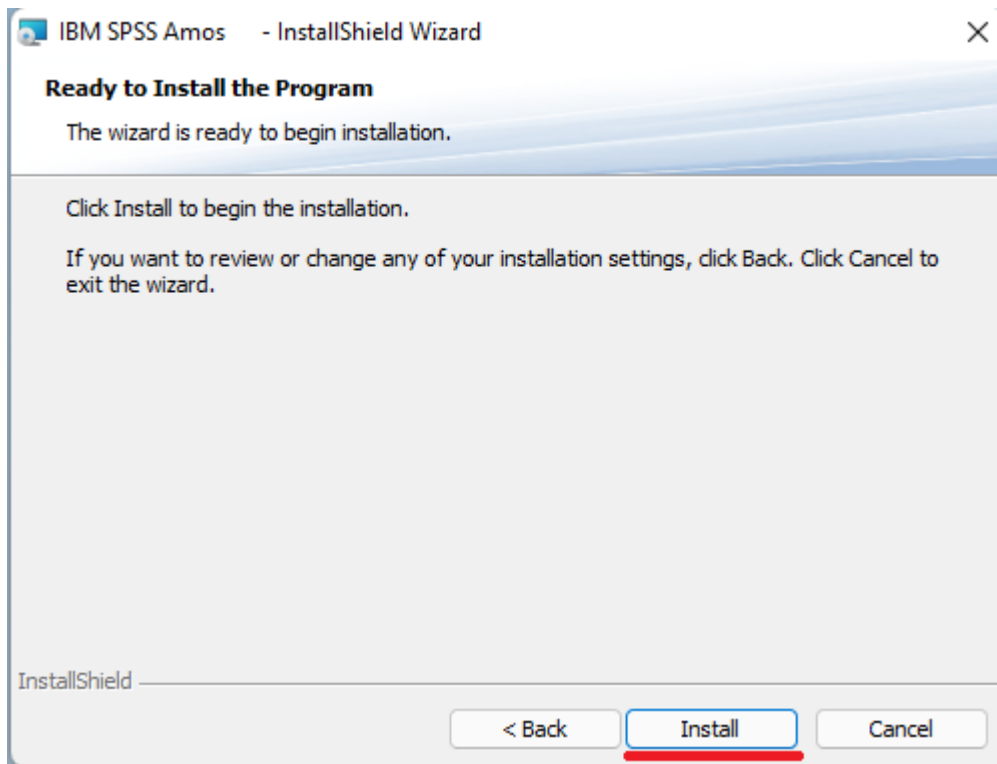 IBM SPSS Amos - InstallShield Wizard
Ready to Install the Program
The wizard is ready to begin installation.
Click Install to begin the installation.
If you want to review or change any of your installation settings, click Back. Click Cancel to
exit the wizard.
InstallShield
< Back Install Cancel